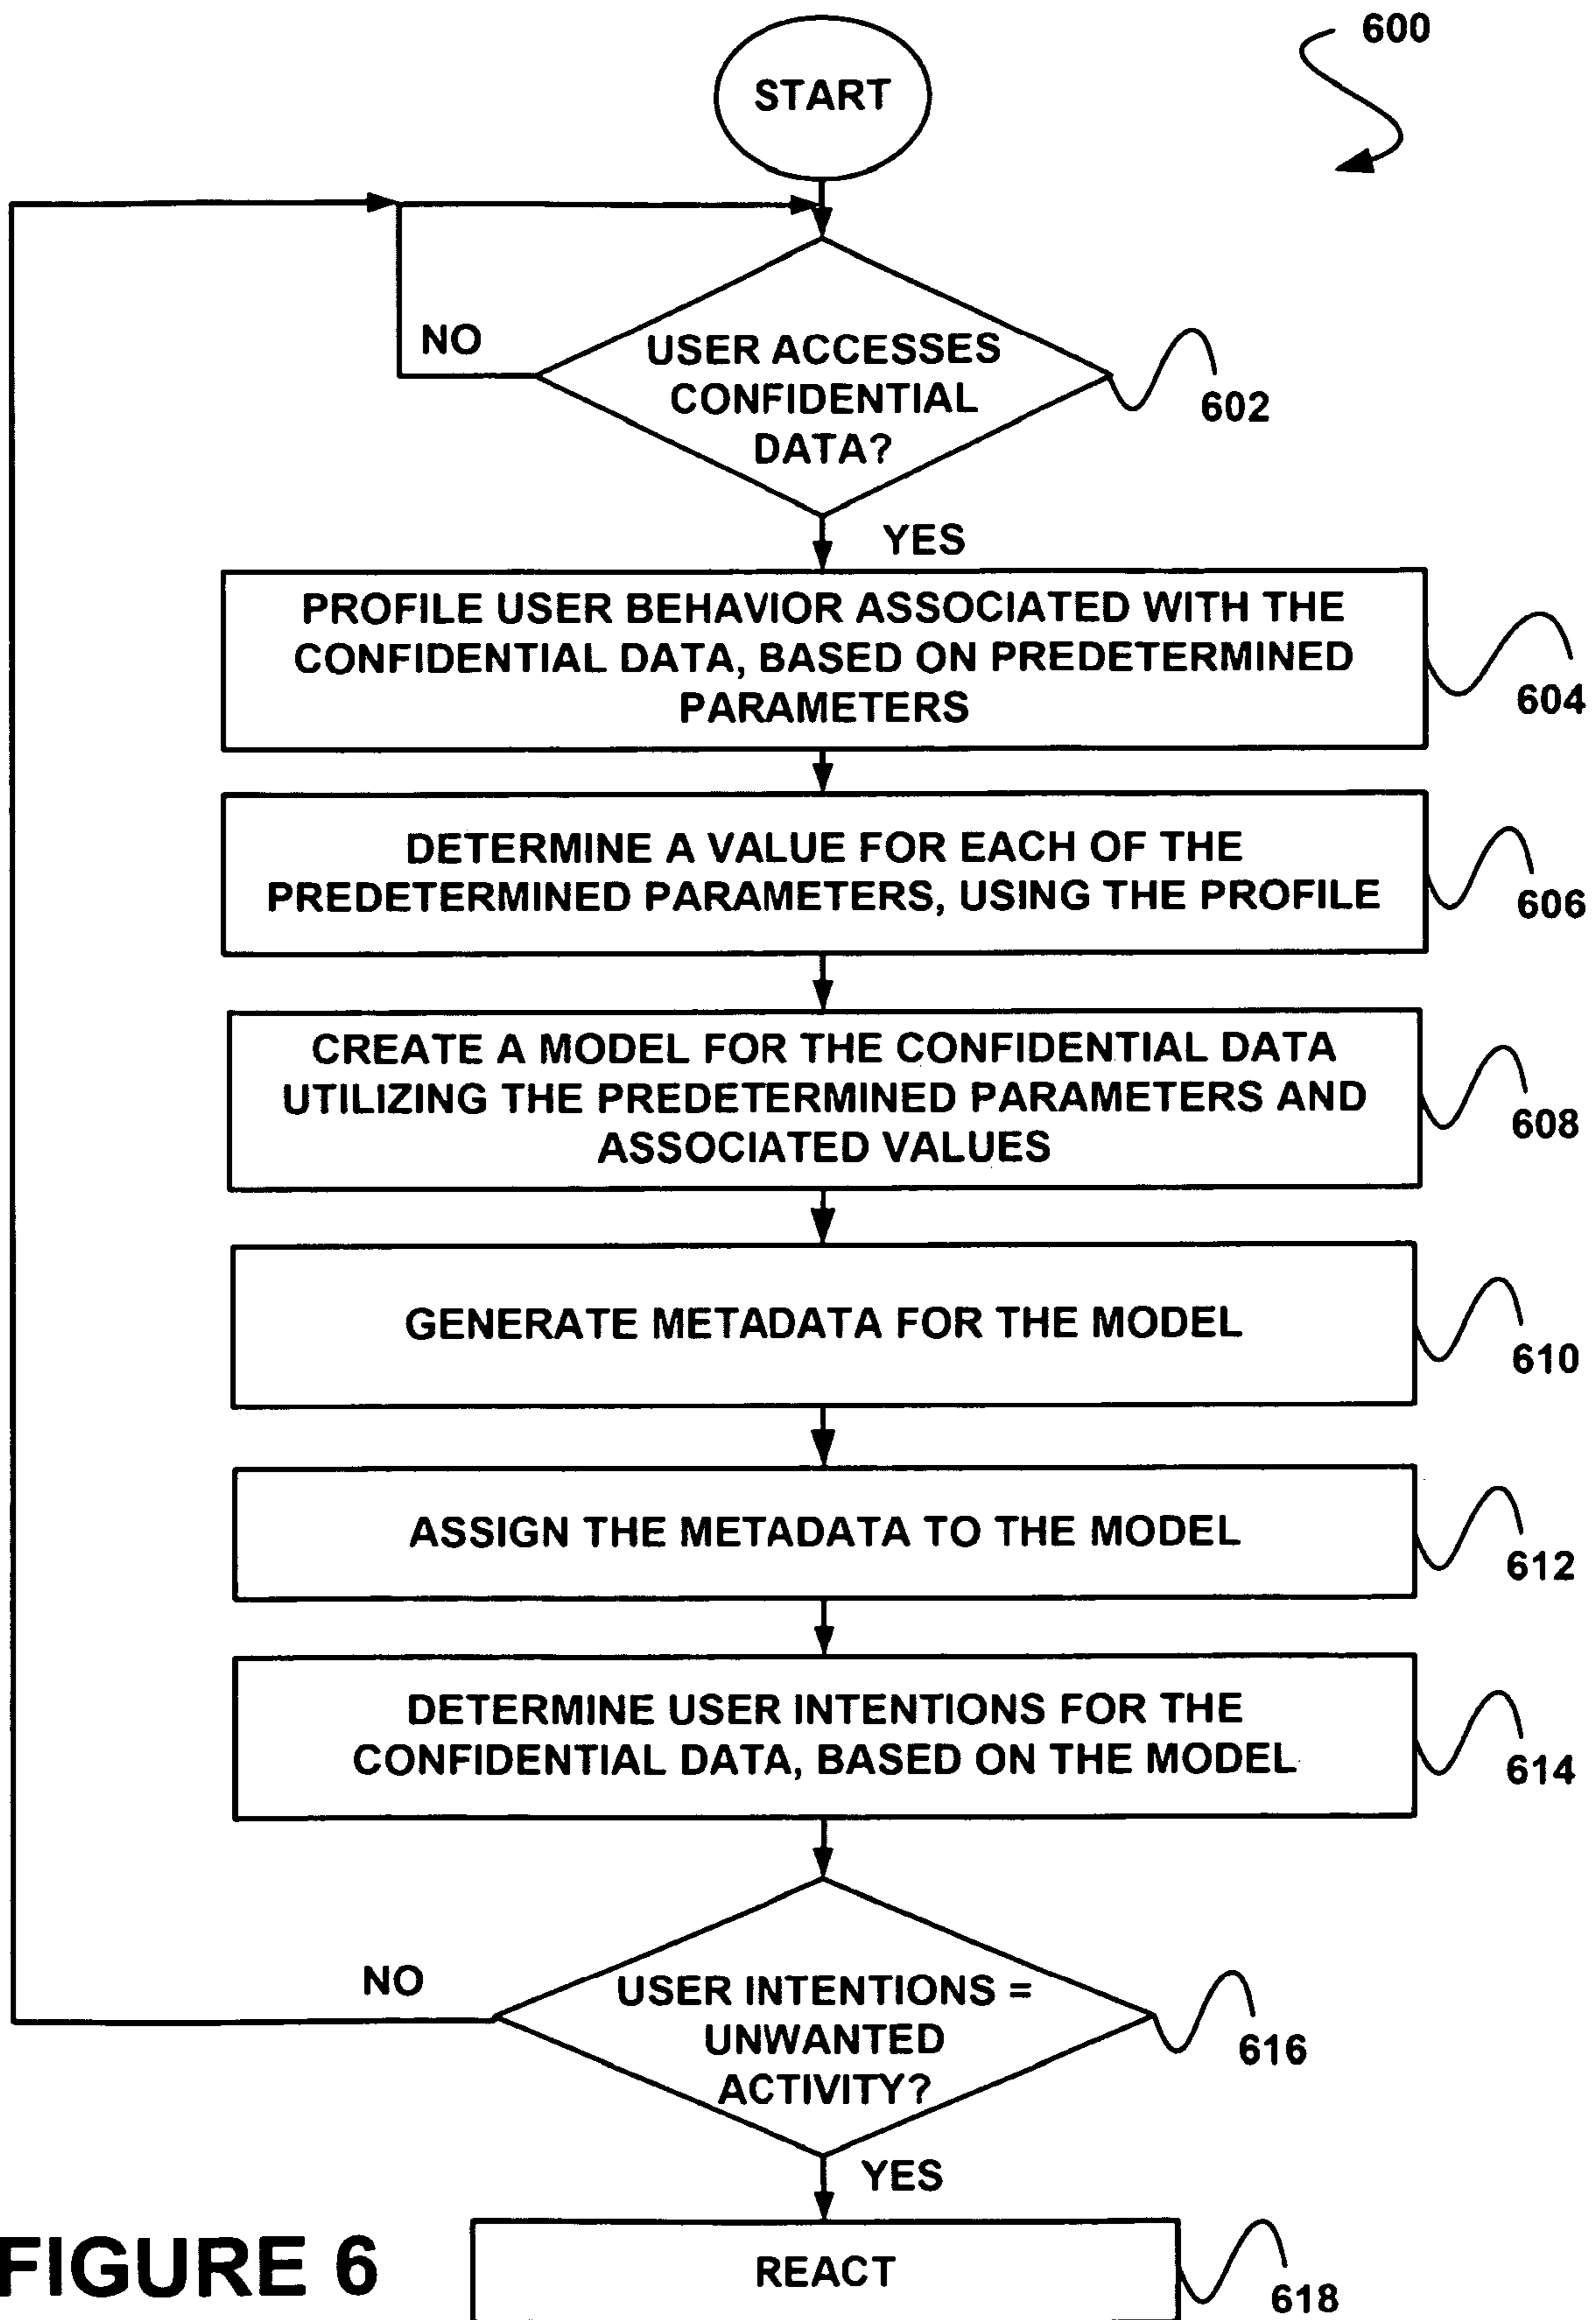 600
START
NO
USER ACCESSES
CONFIDENTIAL
DATA?
602
YES
PROFILE USER BEHAVIOR ASSOCIATED WITH THE
CONFIDENTIAL DATA, BASED ON PREDETERMINED
PARAMETERS
604
DETERMINE A VALUE FOR EACH OF THE
PREDETERMINED PARAMETERS, USING THE PROFILE
606
CREATE A MODEL FOR THE CONFIDENTIAL DATA
UTILIZING THE PREDETERMINED PARAMETERS AND
ASSOCIATED VALUES
608
GENERATE METADATA FOR THE MODEL
610
ASSIGN THE METADATA TO THE MODEL
612
DETERMINE USER INTENTIONS FOR THE
CONFIDENTIAL DATA, BASED ON THE MODEL
614
NO
USER INTENTIONS =
UNWANTED
ACTIVITY?
616
YES
FIGURE 6
REACT
618